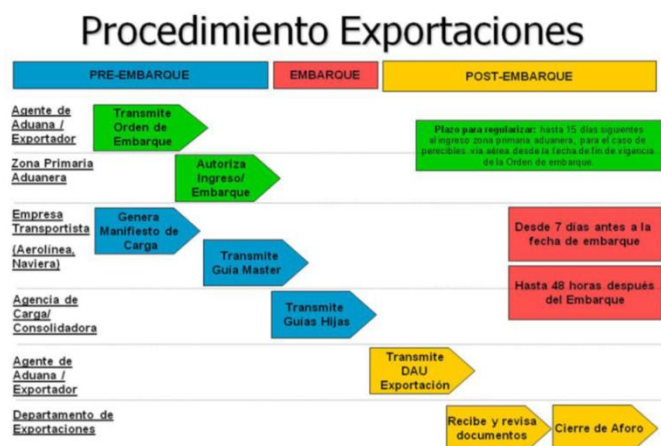 Procedimiento Exportaciones
PRE-EMBARQUE
EMBARQUE
POST-EMBARQUE
Agente de
Aduana /
Exportador
Transmite
Orden de
Embarque
Plazo para regularizar: hasta 15 días siguientes
al ingreso zona primaria aduanera, para el caso de
perecibles vía aérea desde la fecha de fin de vigencia
de la Orden de embarque.
Zona Primaria
Aduanera
Autoriza
Ingreso/
Embarque
Empresa
Transportista
(Aerolínea,
Naviera)
Genera
Manifiesto de
Carga
Transmite
Guía Master
Desde 7 días antes a la
fecha de embarque
Hasta 48 horas después
del Embarque
Agencia de
Carga/
Consolidadora
Transmite
Guías Hijas
Agente de
Aduana /
Exportador
Transmite
DAU
Exportación
Departamento de
Exportaciones
Recibe y revisa
documentos
Cierre de Aforo